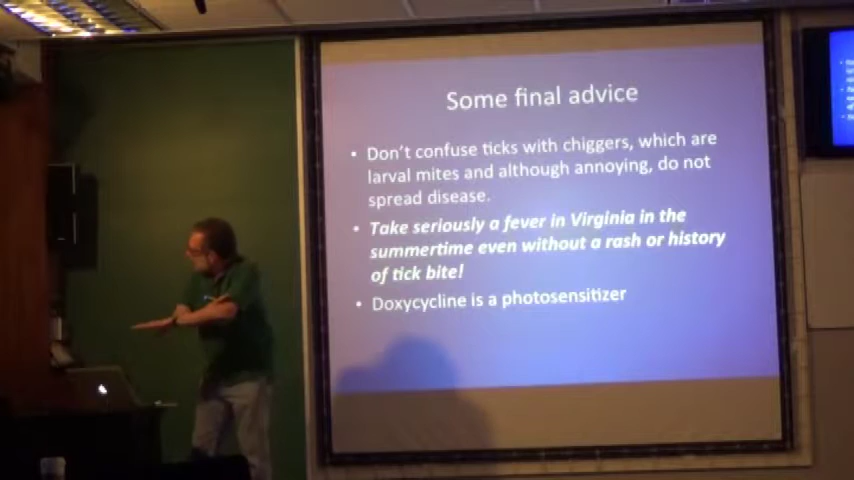 Some final advice
• Don't confuse ticks with chiggers, which are
larval mites and although annoying, do not
spread disease.
• Take seriously a fever in Virginia in the
summertime even without a rash or history
of tick bite!
• Doxycycline is a photosensitizer